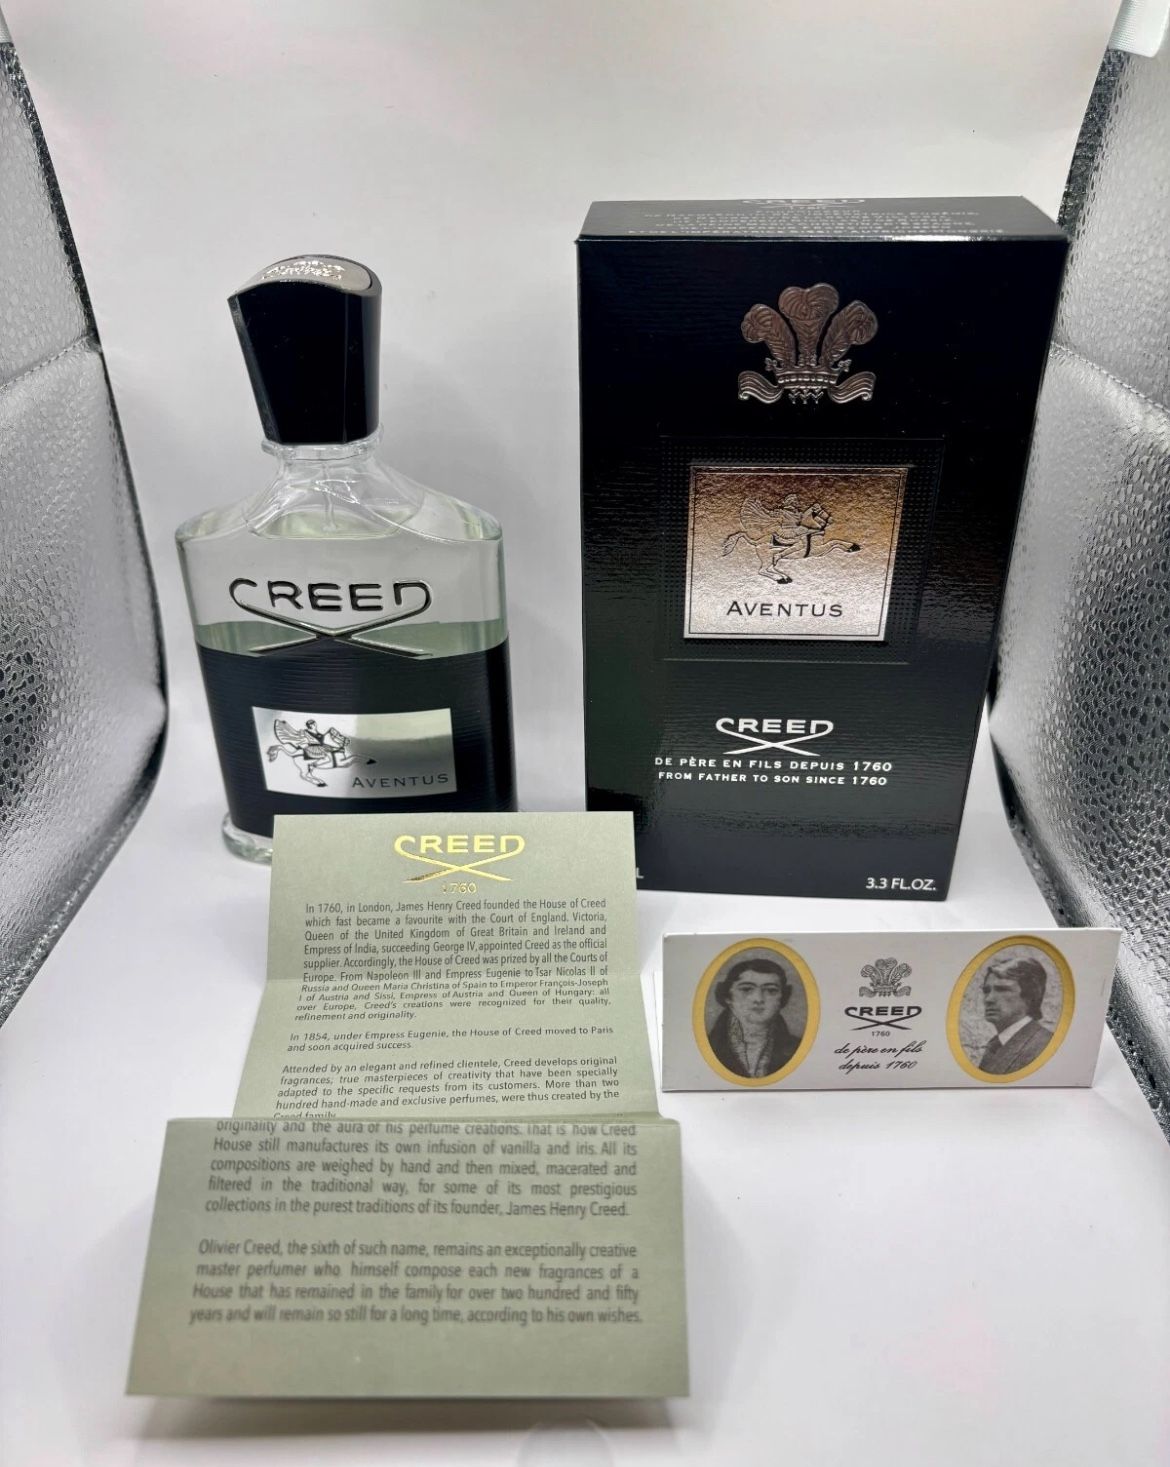 CREED
AVENTUS
CREED
AVENTUS
CREED
DE PÈRE EN FILS DEPUIS 1760
FROM FATHER TO SON SINCE 1760
L
3.3 FL.OZ.
CREED
1760
In 1760, in London, James Henry Creed founded the House of Creed
which fast became a favourite with the Court of England. Victoria,
Queen of the United Kingdom of Great Britain and Ireland and
Empress of India, succeeding George IV, appointed Creed as the official
supplier. Accordingly, the House of Creed was prized by all the Courts of
Europe. From Napoleon III and Empress Eugenie to Tsar Nicolas II of
Russia and Queen Maria Christina of Spain to Emperor François-Joseph
I of Austria and Sissi, Empress of Austria and Queen of Hungary: all
over Europe, Creed's creations were recognized for their quality,
refinement and originality.
In 1854, under Empress Eugenie, the House of Creed moved to Paris
and soon acquired success
Attended by an elegant and refined clientele, Creed develops original
fragrances; true masterpieces of creativity that have been specially
adapted to the specific requests from its customers. More than two
hundred hand-made and exclusive perfumes, were thus created by the
Creed family
originality and the aura of his perfume creations. That is how Creed
House still manufactures its own infusion of vanilla and iris. All its
compositions are weighed by hand and then mixed, macerated and
filtered in the traditional way, for some of its most prestigious
collections in the purest traditions of its founder, James Henry Creed.
Olivier Creed, the sixth of such name, remains an exceptionally creative
master perfumer who himself compose each new fragrances of a
House that has remained in the family for over two hundred and fifty
years and will remain so still for a long time, according to his own wishes.
CREED
1760
de père en fils
depuis 1760